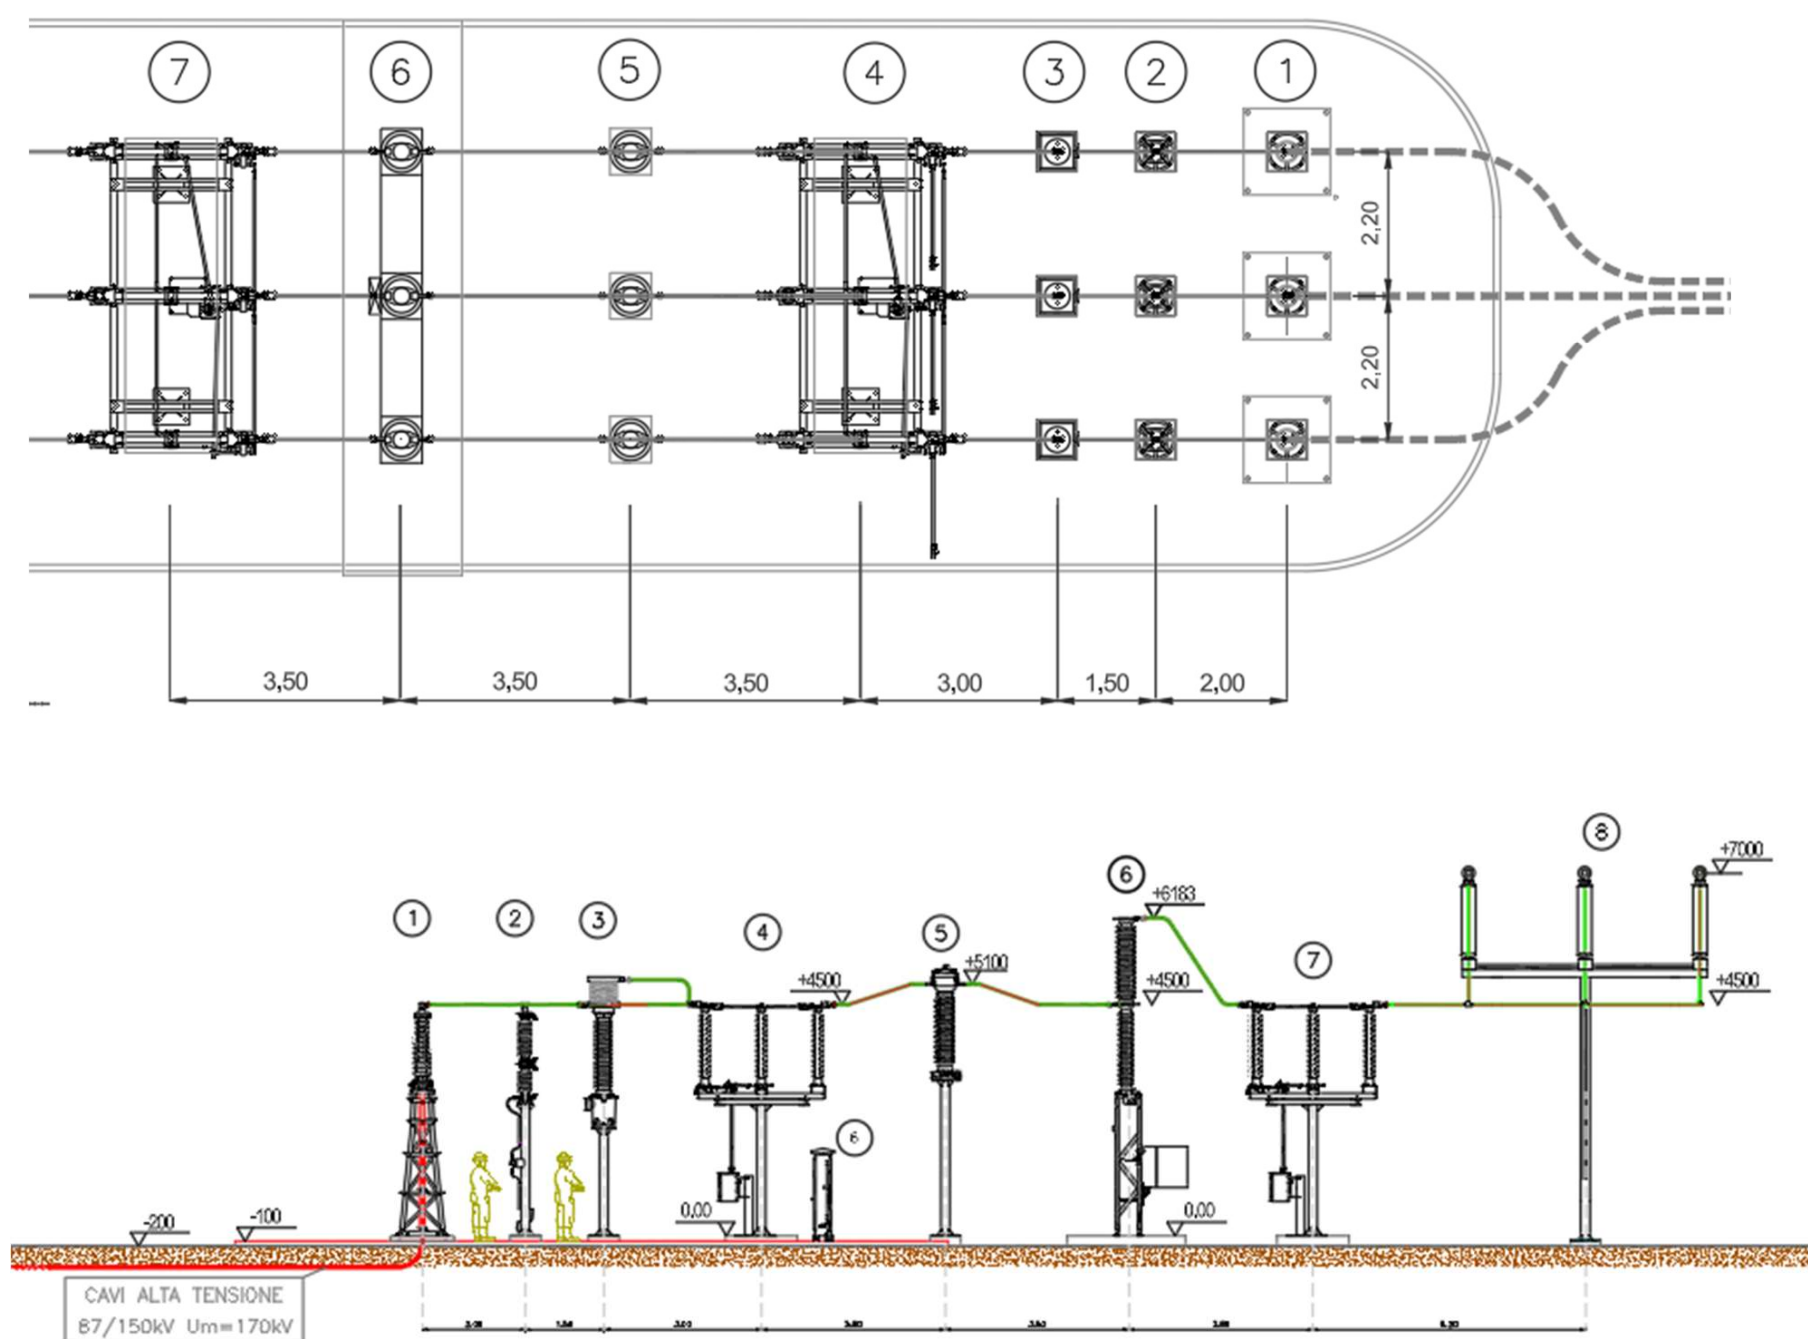 7 6 5 4 3 2 1
2,20
2,20
3,50 3,50 3,50 3,00 1,50 2,00
8
+7000
6
+6183
1 2 3 4 5 7
+4500 +5100 +4500 +4500
6
0,00 0,00
-200 -100
CAVI ALTA TENSIONE
87/150kV Um=170kV